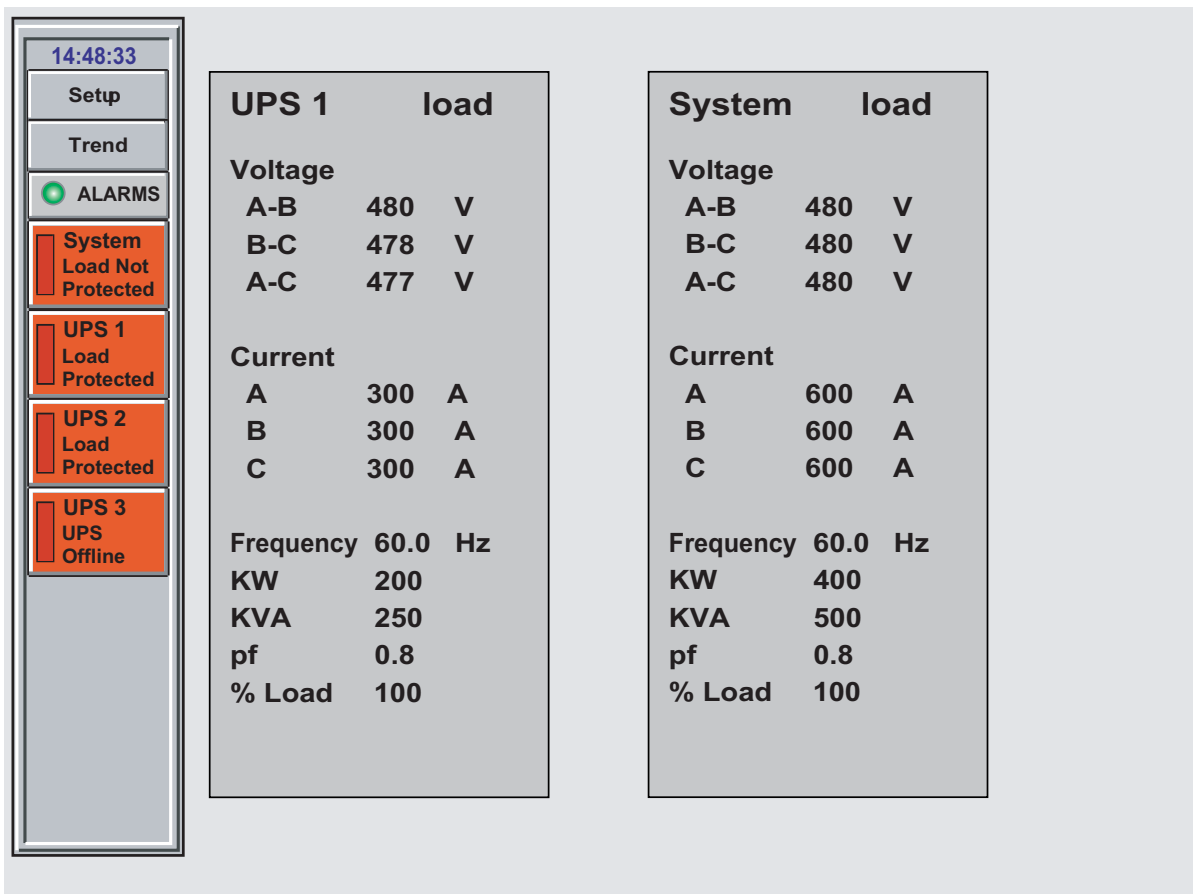 14:48:33
Setup
Trend
ALARMS
System
Load Not
Protected
UPS 1
Load
Protected
UPS 2
Load
Protected
UPS 3
UPS
Offline
UPS 1 load
Voltage
A-B 480 V
B-C 478 V
A-C 477 V
Current
A 300 A
B 300 A
C 300 A
Frequency 60.0 Hz
KW 200
KVA 250
pf 0.8
% Load 100
System load
Voltage
A-B 480 V
B-C 480 V
A-C 480 V
Current
A 600 A
B 600 A
C 600 A
Frequency 60.0 Hz
KW 400
KVA 500
pf 0.8
% Load 100